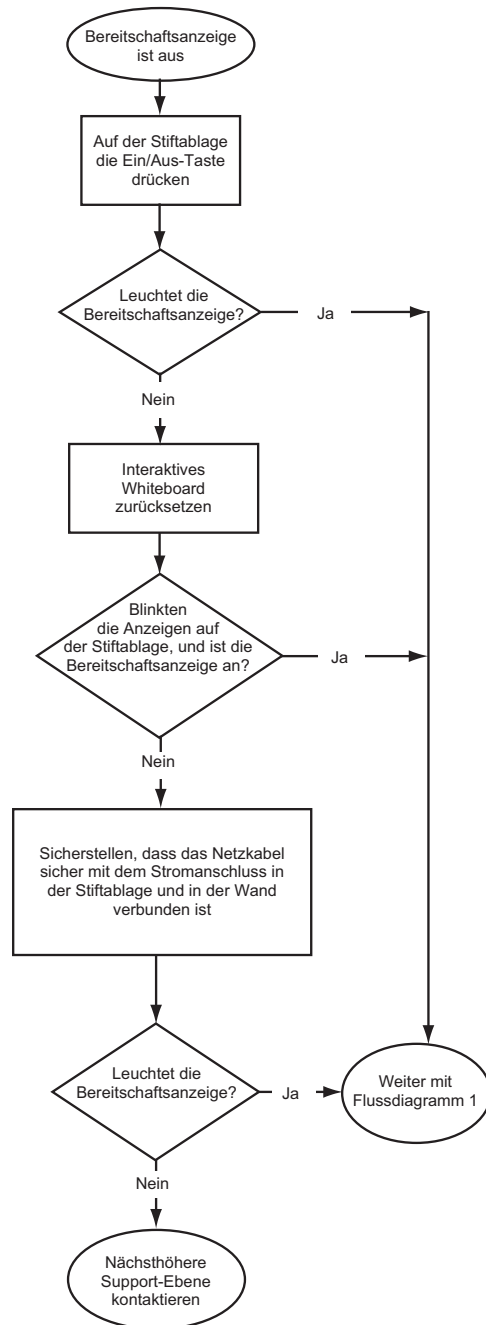 Bereitschaftsanzeige
ist aus
Auf der Stiftablage
die Ein/Aus-Taste
drücken
Leuchtet die
Bereitschaftsanzeige?
Ja
Nein
Interaktives
Whiteboard
zurücksetzen
Blinkten
die Anzeigen auf
der Stiftablage, und ist die
Bereitschaftsanzeige an?
Ja
Nein
Sicherstellen, dass das Netzkabel
sicher mit dem Stromanschluss in
der Stiftablage und in der Wand
verbunden ist
Leuchtet die
Bereitschaftsanzeige?
Ja
Weiter mit
Flussdiagramm 1
Nein
Nächsthöhere
Support-Ebene
kontaktieren